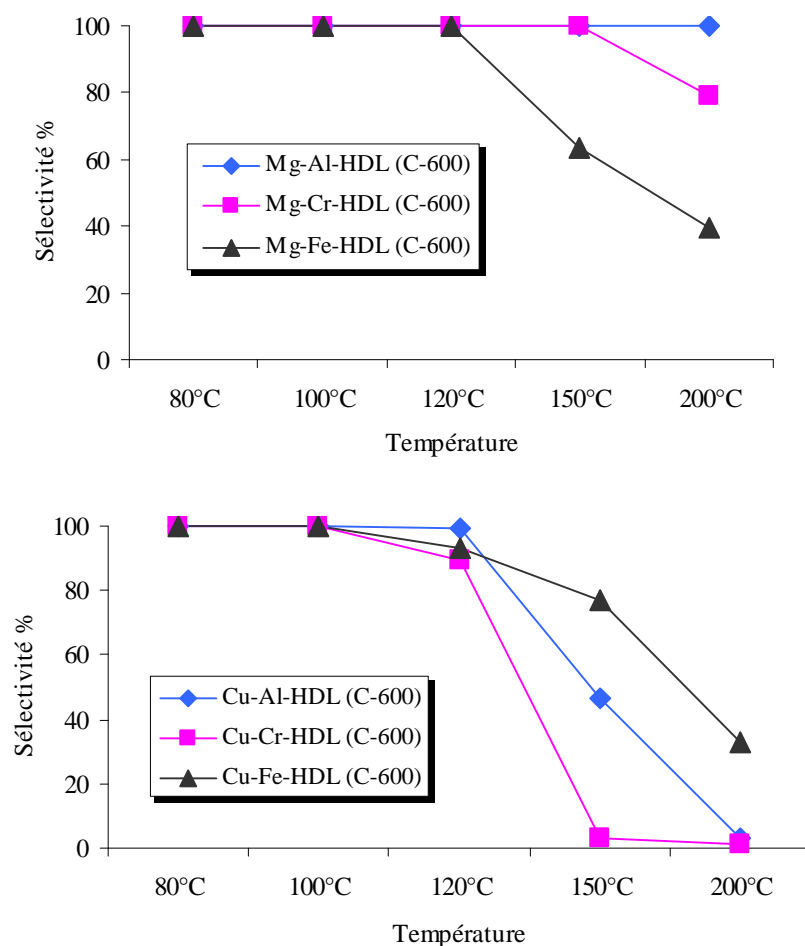 100
80
60
40
20
0
Sélectivité %
Mg-Al-HDL (C-600)
Mg-Cr-HDL (C-600)
Mg-Fe-HDL (C-600)
80°C 100°C 120°C 150°C 200°C
Température
100
80
60
40
20
0
Sélectivité %
Cu-Al-HDL (C-600)
Cu-Cr-HDL (C-600)
Cu-Fe-HDL (C-600)
80°C 100°C 120°C 150°C 200°C
Température